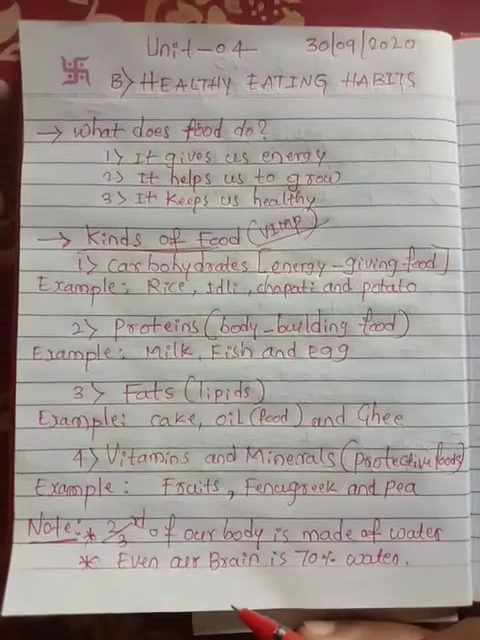 Unit-04 30/09/2020
B) HEALTHY EATING HABITS
→ What does food do?
1) It gives us energy
2) It helps us to grow
3) It keeps us healthy
→ Kinds of Food (VIMP)
1) Carbohydrates [energy-giving food]
Example: Rice, Idli, chapati and potato
2) Proteins (body-building food)
Example: Milk, Fish and Egg
3) Fats (lipids)
Example: cake, oil (food) and Ghee
4) Vitamins and Minerals (protective foods)
Example: Fruits, Fenugreek and pea
Note: * 2/3rd of our body is made of water
* Even our Brain is 70% water.